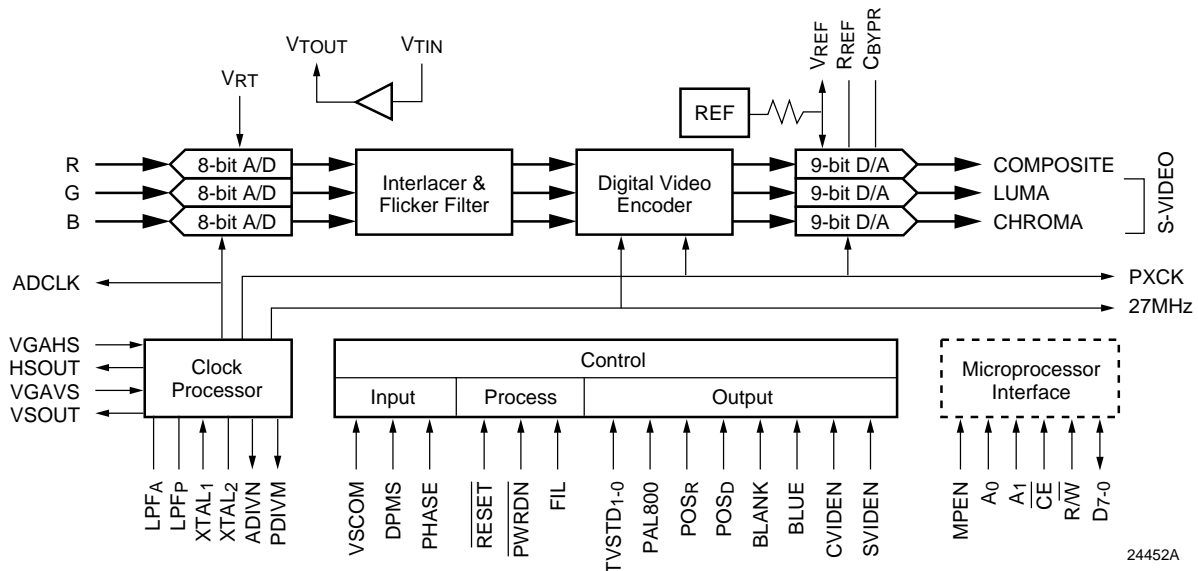 VTOUT
VTIN
VRT
VREF
RREF
CBYPR
REF
R
G
B
8-bit A/D
8-bit A/D
8-bit A/D
Interlacer &
Flicker Filter
Digital Video
Encoder
9-bit D/A
9-bit D/A
9-bit D/A
COMPOSITE
LUMA
CHROMA
S-VIDEO
ADCLK
PXCK
27MHz
VGAHS
HSOUT
VGAVS
VSOUT
Clock
Processor
Control
Input
Process
Output
Microprocessor
Interface
LPFA
LPFP
XTAL1
XTAL2
ADIVN
PDIVM
VSCOM
DPMS
PHASE
RESET
PWRDN
FIL
TVSTD1-0
PAL800
POSR
POSD
BLANK
BLUE
CVIDEN
SVIDEN
MPEN
A0
A1
CE
R/W
D7-0
24452A